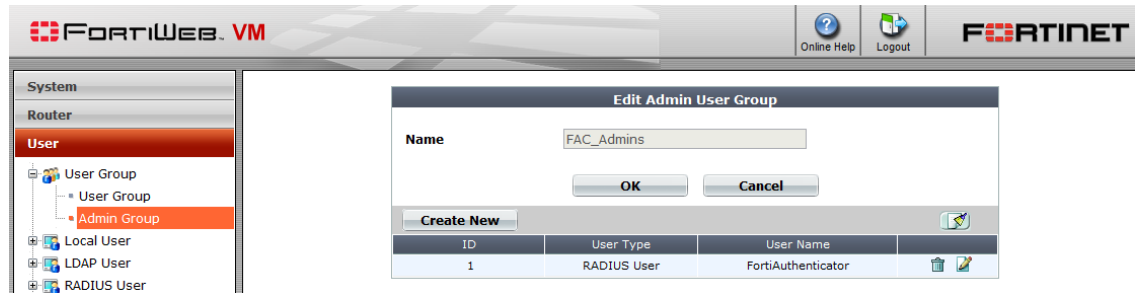 FORTIWEB. VM
Online Help
Logout
FORTINET
System
Router
User
User Group
User Group
Admin Group
Local User
LDAP User
RADIUS User
Edit Admin User Group
Name FAC_Admins
OK Cancel
Create New
ID User Type User Name
1 RADIUS User FortiAuthenticator